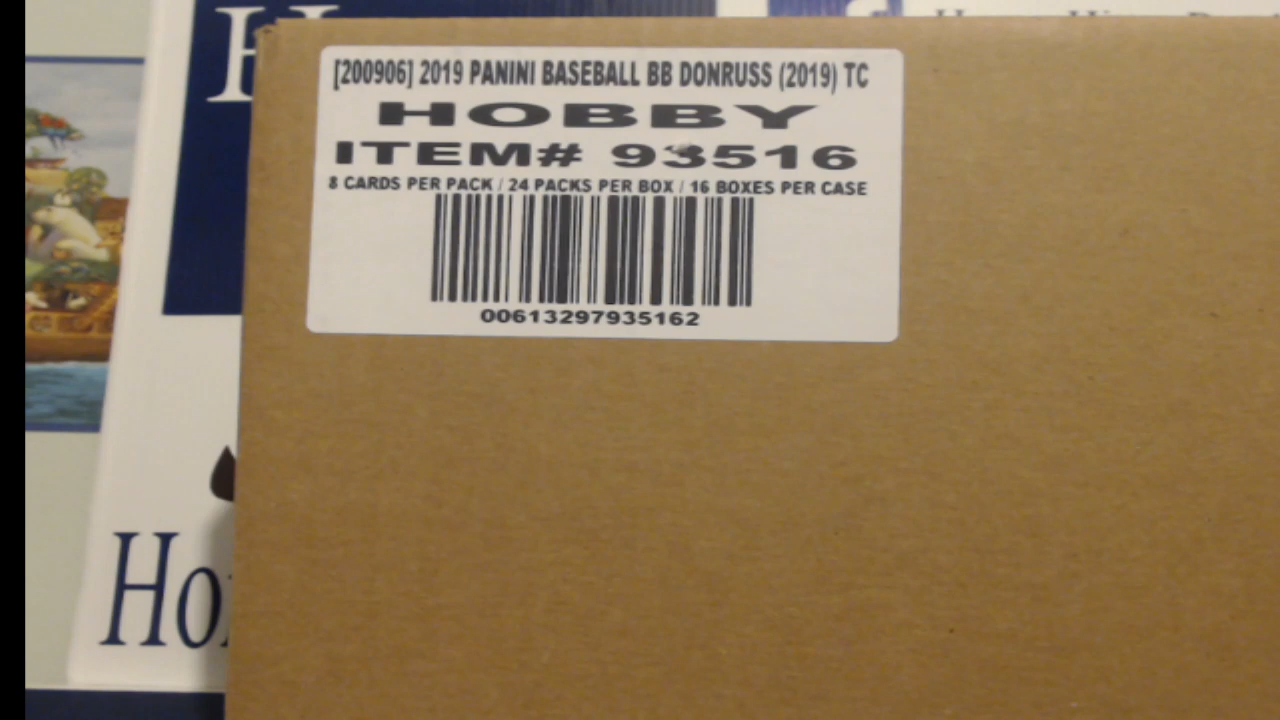 [200906] 2019 PANINI BASEBALL BB DONRUSS (2019) TC
HOBBY
ITEM# 93516
8 CARDS PER PACK / 24 PACKS PER BOX / 16 BOXES PER CASE
00613297935162